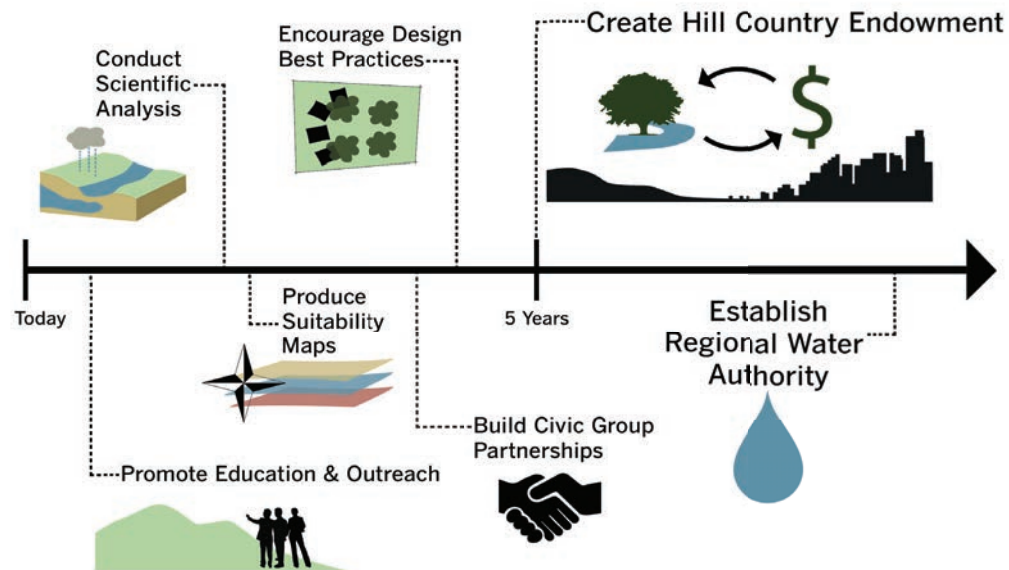 Create Hill Country Endowment
Encourage Design
Best Practices
Conduct
Scientific
Analysis
$
Today
5 Years
Produce
Suitability
Maps
Establish
Regional Water
Authority
Build Civic Group
Partnerships
Promote Education & Outreach